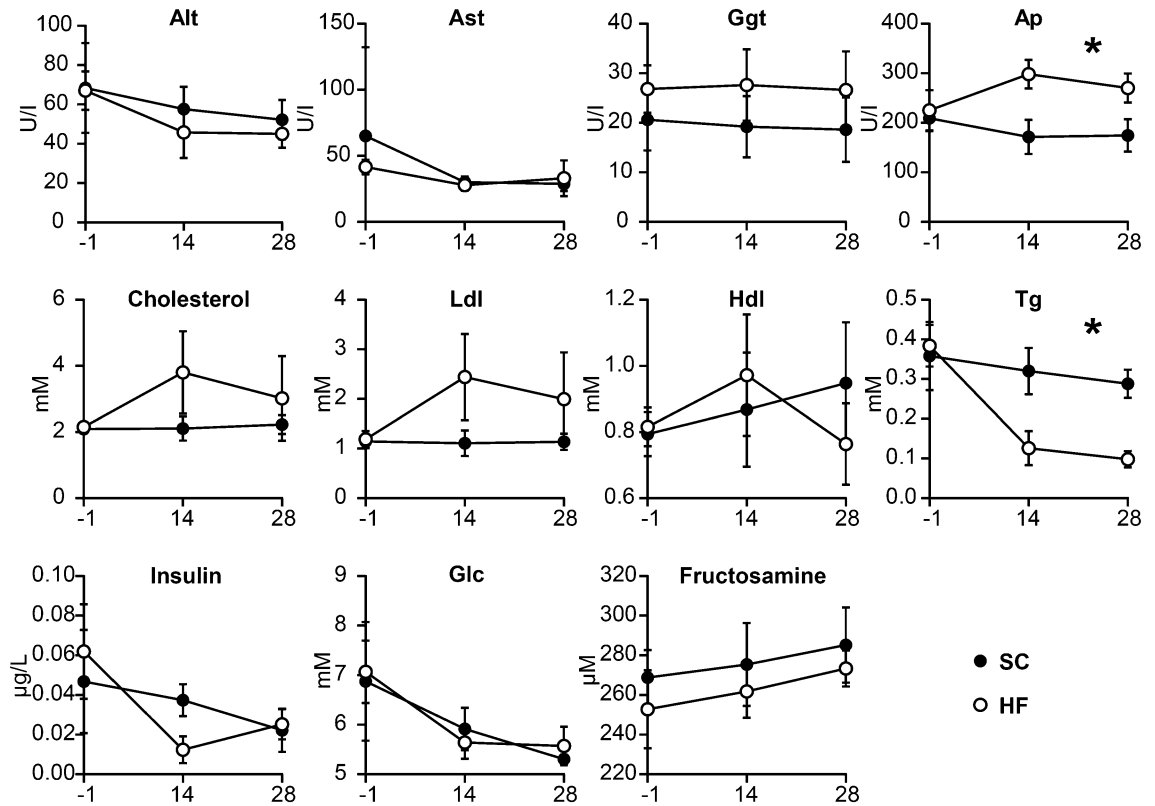 Alt
U/l
100
80
60
40
20
0
-1 14 28
Ast
U/l
150
100
50
0
-1 14 28
Ggt
U/l
40
30
20
10
0
-1 14 28
Ap
U/l
400
300
200
100
0
*
-1 14 28
Cholesterol
mM
6
4
2
0
-1 14 28
Ldl
4
3
2
1
0
-1 14 28
Hdl
mM
1.2
1.0
0.8
0.6
-1 14 28
Tg
mM
0.5
0.4
0.3
0.2
0.1
0.0
*
-1 14 28
Insulin
µg/L
0.10
0.08
0.06
0.04
0.02
0.00
-1 14 28
Glc
mM
9
8
7
6
5
-1 14 28
Fructosamine
µM
320
300
280
260
240
220
-1 14 28
SC
HF